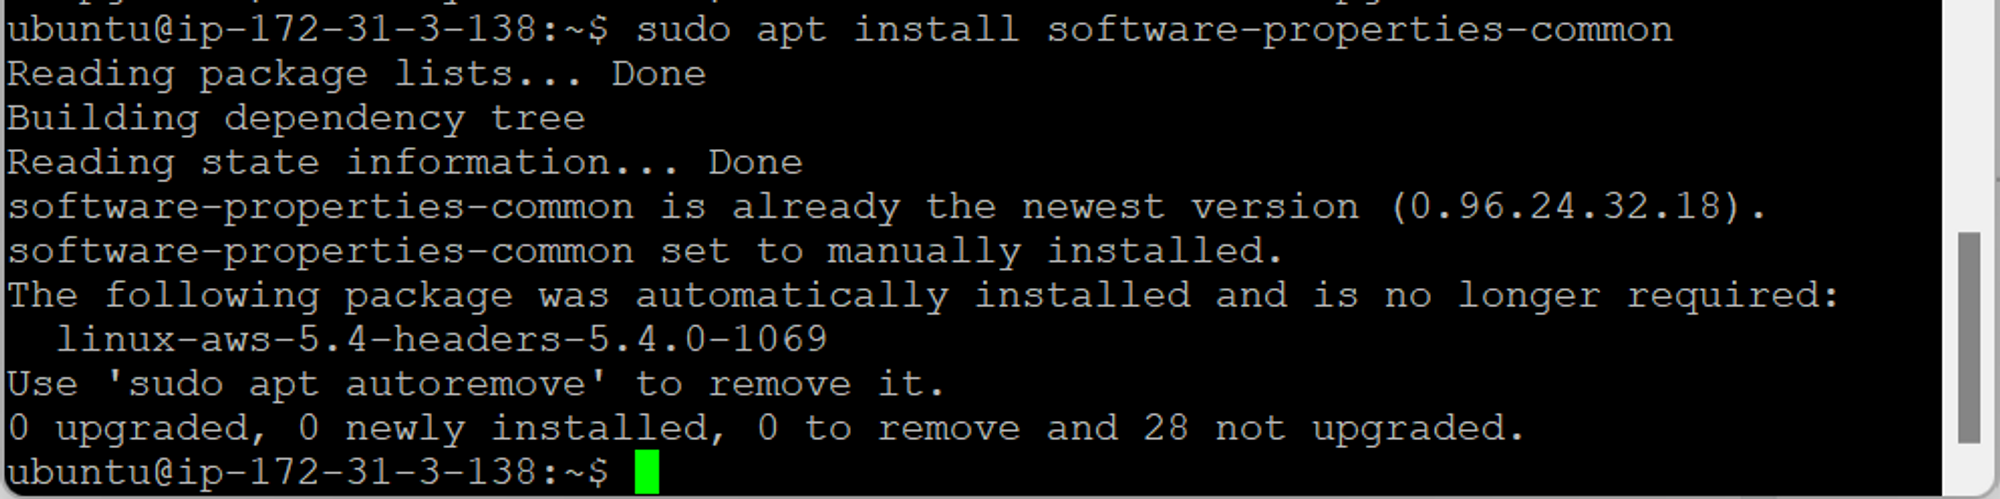 ubuntu@ip-172-31-3-138:~$ sudo apt install software-properties-common
Reading package lists... Done
Building dependency tree
Reading state information... Done
software-properties-common is already the newest version (0.96.24.32.18).
software-properties-common set to manually installed.
The following package was automatically installed and is no longer required:
  linux-aws-5.4-headers-5.4.0-1069
Use 'sudo apt autoremove' to remove it.
0 upgraded, 0 newly installed, 0 to remove and 28 not upgraded.
ubuntu@ip-172-31-3-138:~$